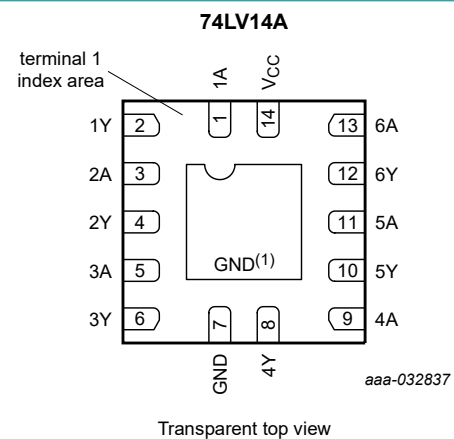 74LV14A
terminal 1
index area
1A
VCC
1
14
1Y 2
13 6A
2A 3
12 6Y
2Y 4
11 5A
3A 5
10 5Y
3Y 6
9 4A
GND(1)
7
8
GND
4Y
aaa-032837
Transparent top view